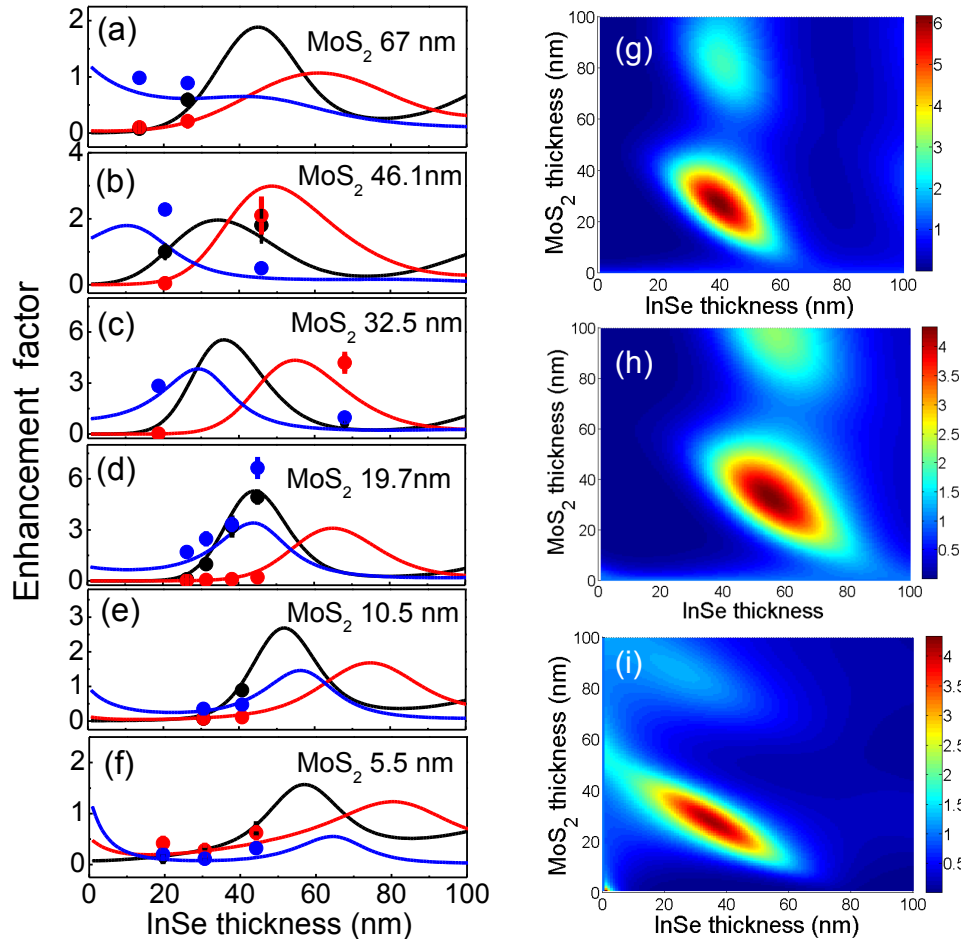 Enhancement factor
(a)
MoS2 67 nm
2
1
0
(b)
MoS2 46.1nm
4
2
0
(c)
MoS2 32.5 nm
6
3
0
(d)
MoS2 19.7nm
6
3
0
(e)
MoS2 10.5 nm
3
2
1
0
(f)
MoS2 5.5 nm
2
1
0
0 20 40 60 80 100
InSe thickness (nm)
(g)
MoS2 thickness (nm)
100
80
60
40
20
0
0 20 40 60 80 100
InSe thickness (nm)
6
5
4
3
2
1
(h)
MoS2 thickness (nm)
100
80
60
40
20
0
0 20 40 60 80 100
InSe thickness
4
3.5
3
2.5
2
1.5
1
0.5
(i)
MoS2 thickness (nm)
100
80
60
40
20
0
0 20 40 60 80 100
InSe thickness (nm)
4
3.5
3
2.5
2
1.5
1
0.5